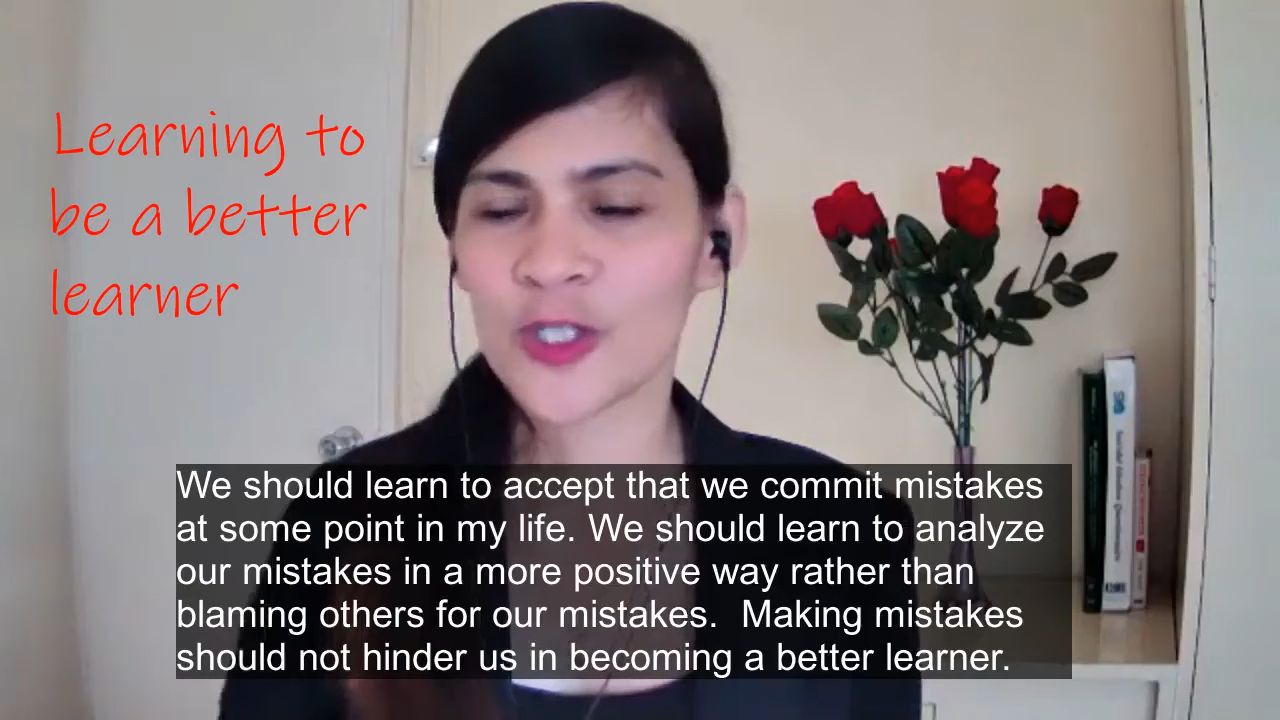 Learning to
be a better
learner
We should learn to accept that we commit mistakes
at some point in my life. We should learn to analyze
our mistakes in a more positive way rather than
blaming others for our mistakes.  Making mistakes
should not hinder us in becoming a better learner.